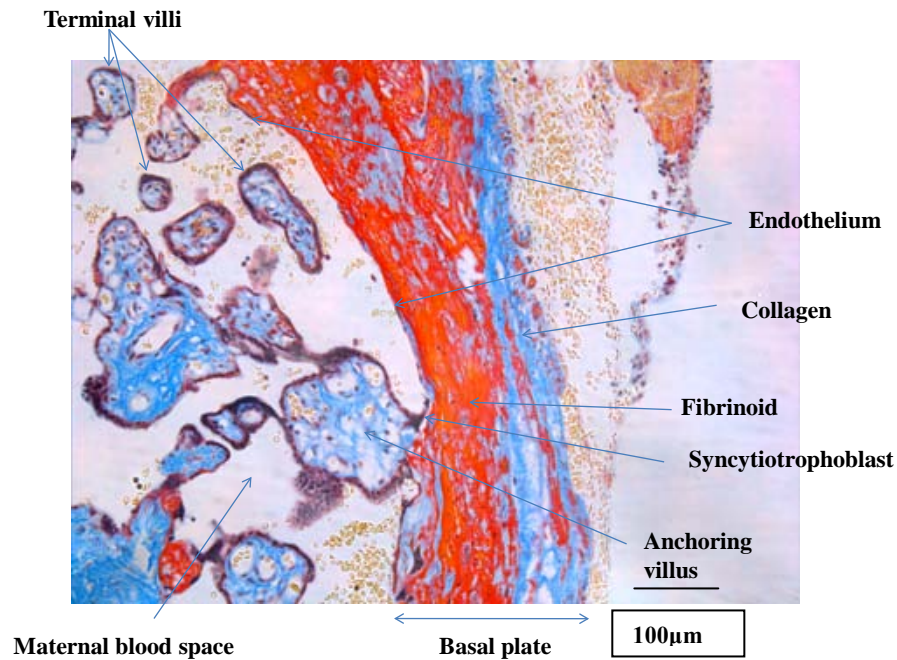 Terminal villi
Endothelium
Collagen
Fibrinoid
Syncytiotrophoblast
Anchoring
villus
Maternal blood space
Basal plate
100µm